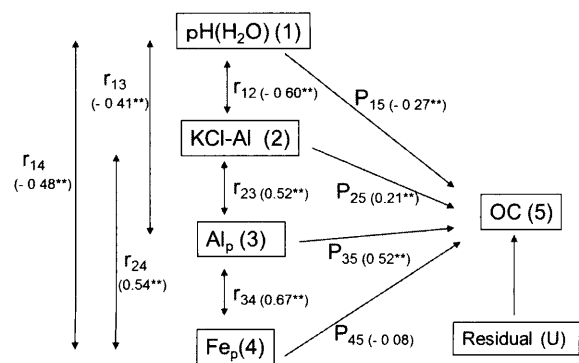 pH(H₂O) (1)
r₁₃
(- 0 41**)
r₁₂ (- 0 60**)
P₁₅ (- 0 27**)
KCl-Al (2)
r₁₄
(- 0 48**)
r₂₃ (0.52**)
P₂₅ (0.21**)
OC (5)
Alₚ (3)
P₃₅ (0 52**)
r₂₄
(0.54**)
r₃₄ (0.67**)
P₄₅ (- 0 08)
Feₚ(4)
Residual (U)